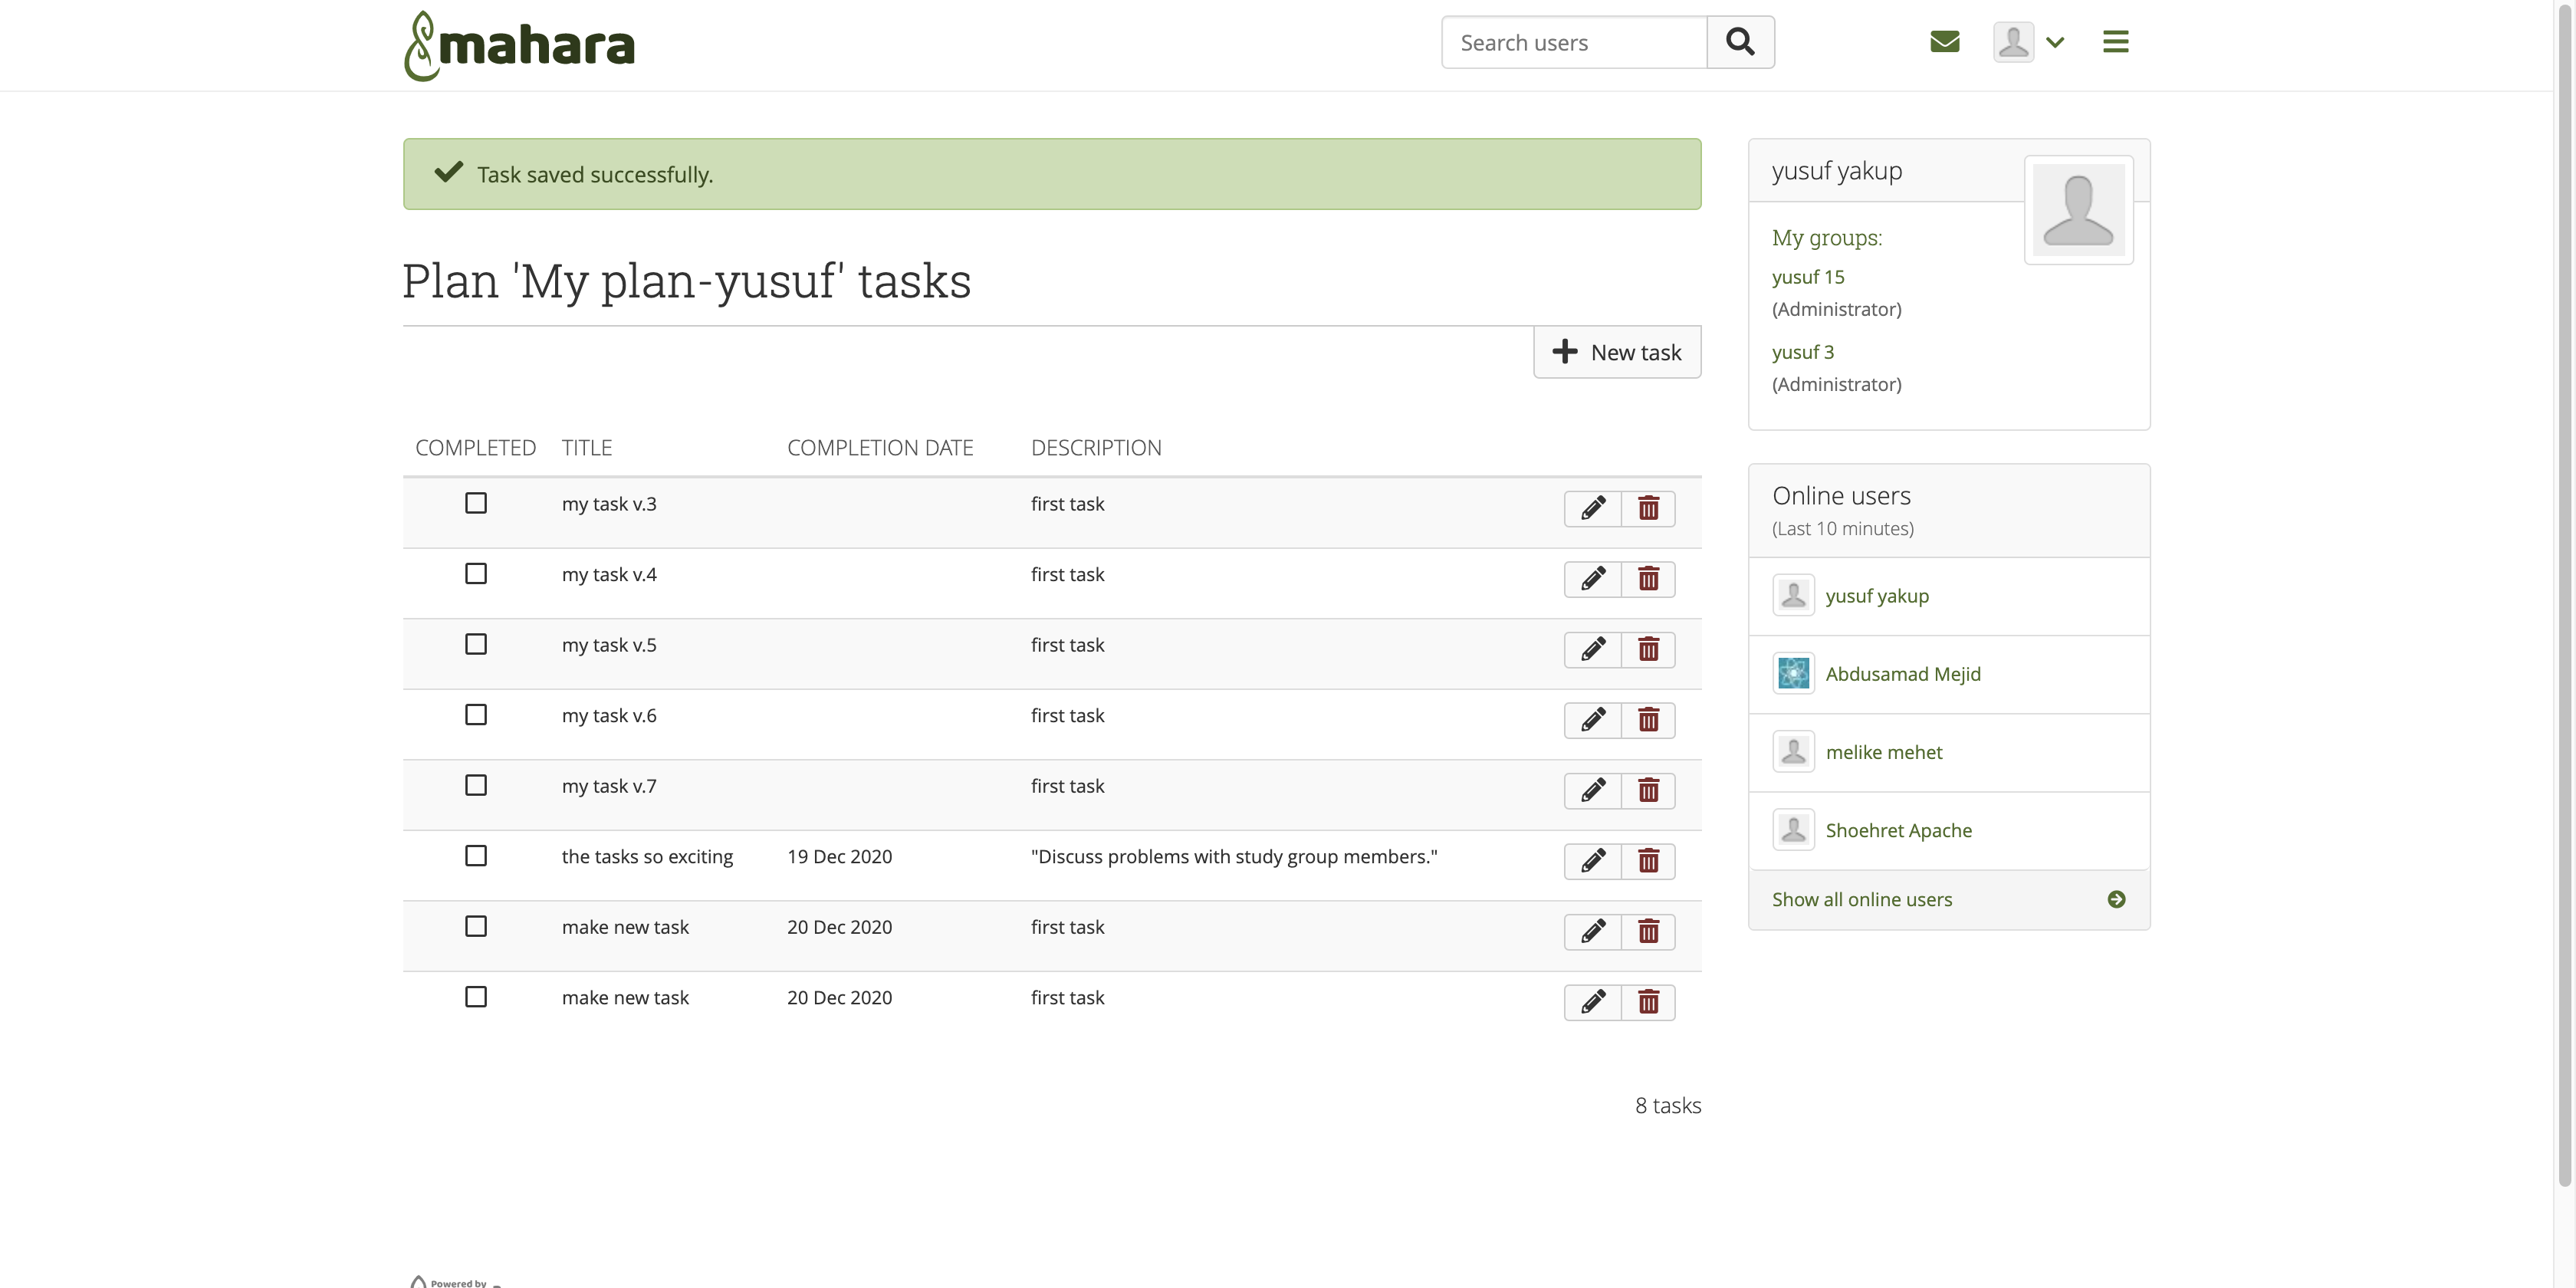 mahara
Search users
Task saved successfully.
Plan 'My plan-yusuf' tasks
New task
COMPLETED TITLE COMPLETION DATE DESCRIPTION
my task v.3 first task
my task v.4 first task
my task v.5 first task
my task v.6 first task
my task v.7 first task
the tasks so exciting 19 Dec 2020 "Discuss problems with study group members."
make new task 20 Dec 2020 first task
make new task 20 Dec 2020 first task
8 tasks
yusuf yakup
My groups:
yusuf 15
(Administrator)
yusuf 3
(Administrator)
Online users
(Last 10 minutes)
yusuf yakup
Abdusamad Mejid
melike mehet
Shoehret Apache
Show all online users
Powered by